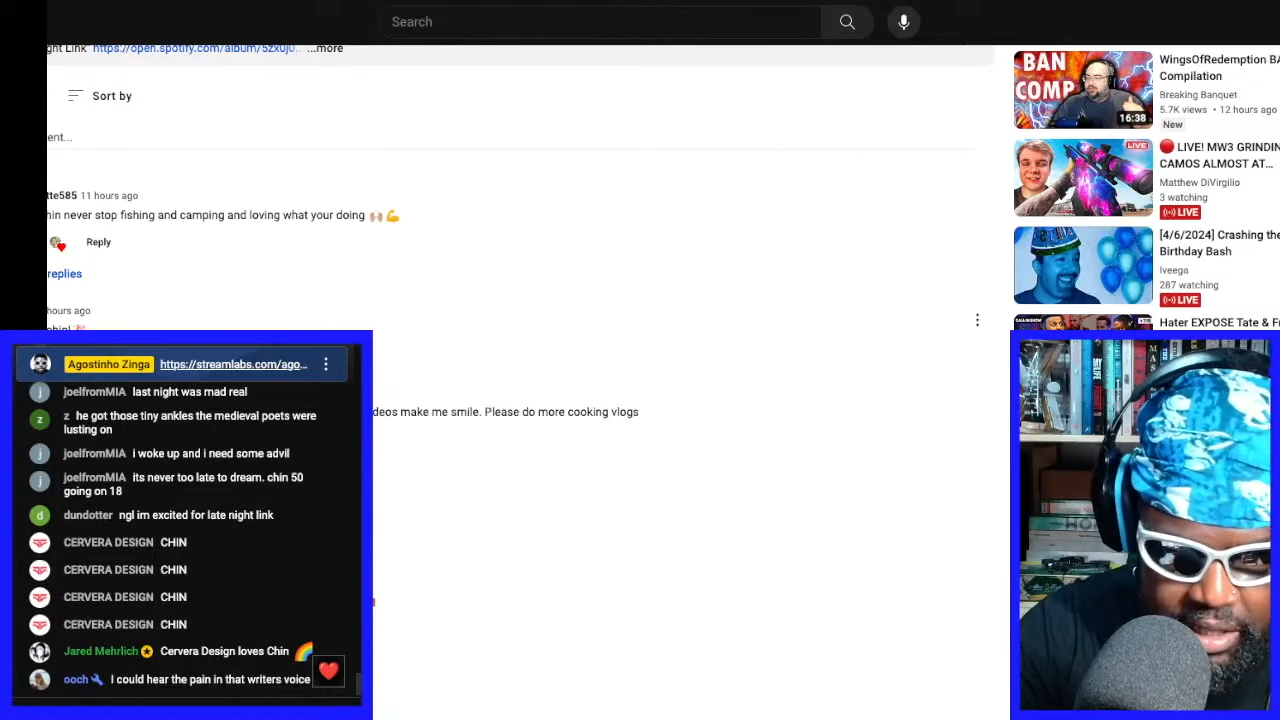 Search
ght Link" https://open.spotify.com/album/5zx0j0... ...more
Sort by
ent...
tte585 11 hours ago
hin never stop fishing and camping and loving what your doing 🙌🏼 💪
Reply
replies
hours ago
chin! 🎉
deos make me smile. Please do more cooking vlogs
BAN
COMP
16:38
WingsOfRedemption BA
Compilation
Breaking Banquet
5.7K views • 12 hours ago
New
LIVE
🔴 LIVE! MW3 GRINDIN
CAMOS ALMOST AT...
Matthew DiVirgilio
3 watching
LIVE
[4/6/2024] Crashing the
Birthday Bash
Iveega
287 watching
LIVE
Hater EXPOSE Tate & Fr
Agostinho Zinga https://streamlabs.com/ago...
joelfromMIA last night was mad real
z he got those tiny ankles the medieval poets were
lusting on
joelfromMIA i woke up and i need some advil
joelfromMIA its never too late to dream. chin 50
going on 18
dundotter ngl im excited for late night link
CERVERA DESIGN CHIN
CERVERA DESIGN CHIN
CERVERA DESIGN CHIN
CERVERA DESIGN CHIN
Jared Mehrlich Cervera Design loves Chin 🌈
ooch I could hear the pain in that writers voice